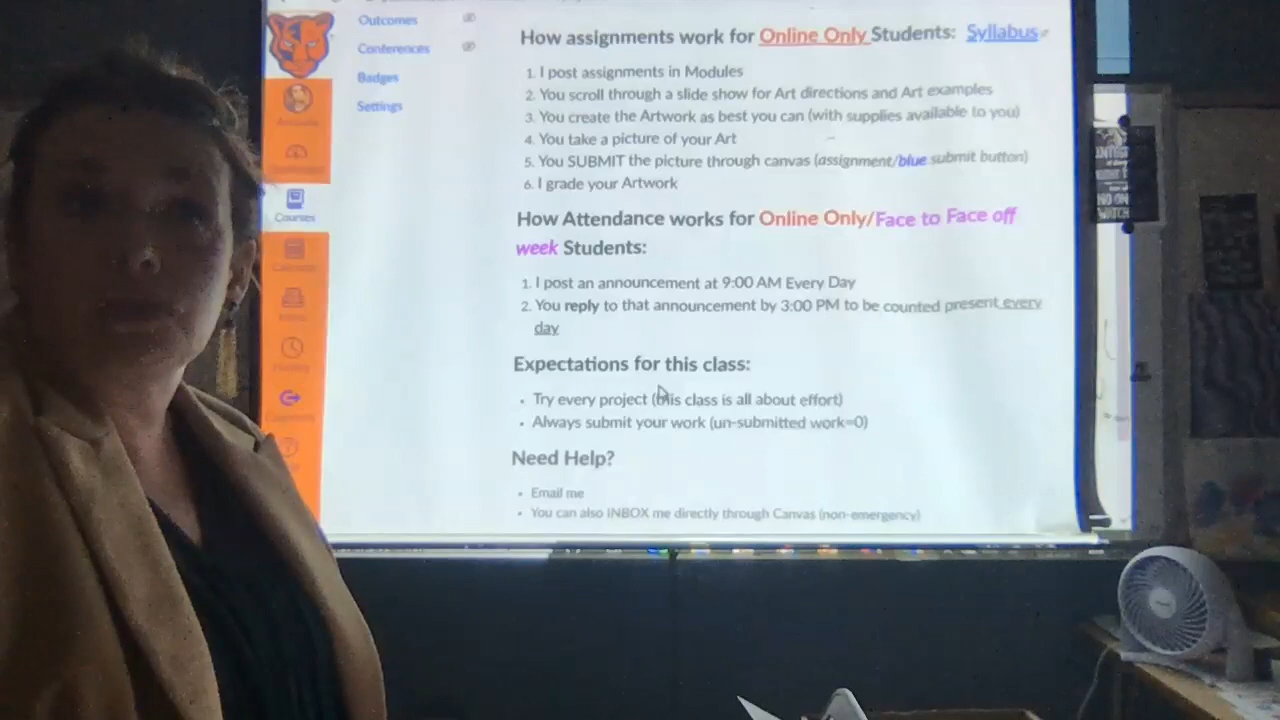 Outcomes
Conferences
Badges
Settings
Courses
How assignments work for Online Only Students: Syllabus
1. I post assignments in Modules
2. You scroll through a slide show for Art directions and Art examples
3. You create the Artwork as best you can (with supplies available to you)
4. You take a picture of your Art
5. You SUBMIT the picture through canvas (assignment/blue submit button)
6. I grade your Artwork
How Attendance works for Online Only/Face to Face off
week Students:
1. I post an announcement at 9:00 AM Every Day
2. You reply to that announcement by 3:00 PM to be counted present every
day
Expectations for this class:
• Try every project (this class is all about effort)
• Always submit your work (un-submitted work=0)
Need Help?
• Email me
• You can also INBOX me directly through Canvas (non-emergency)